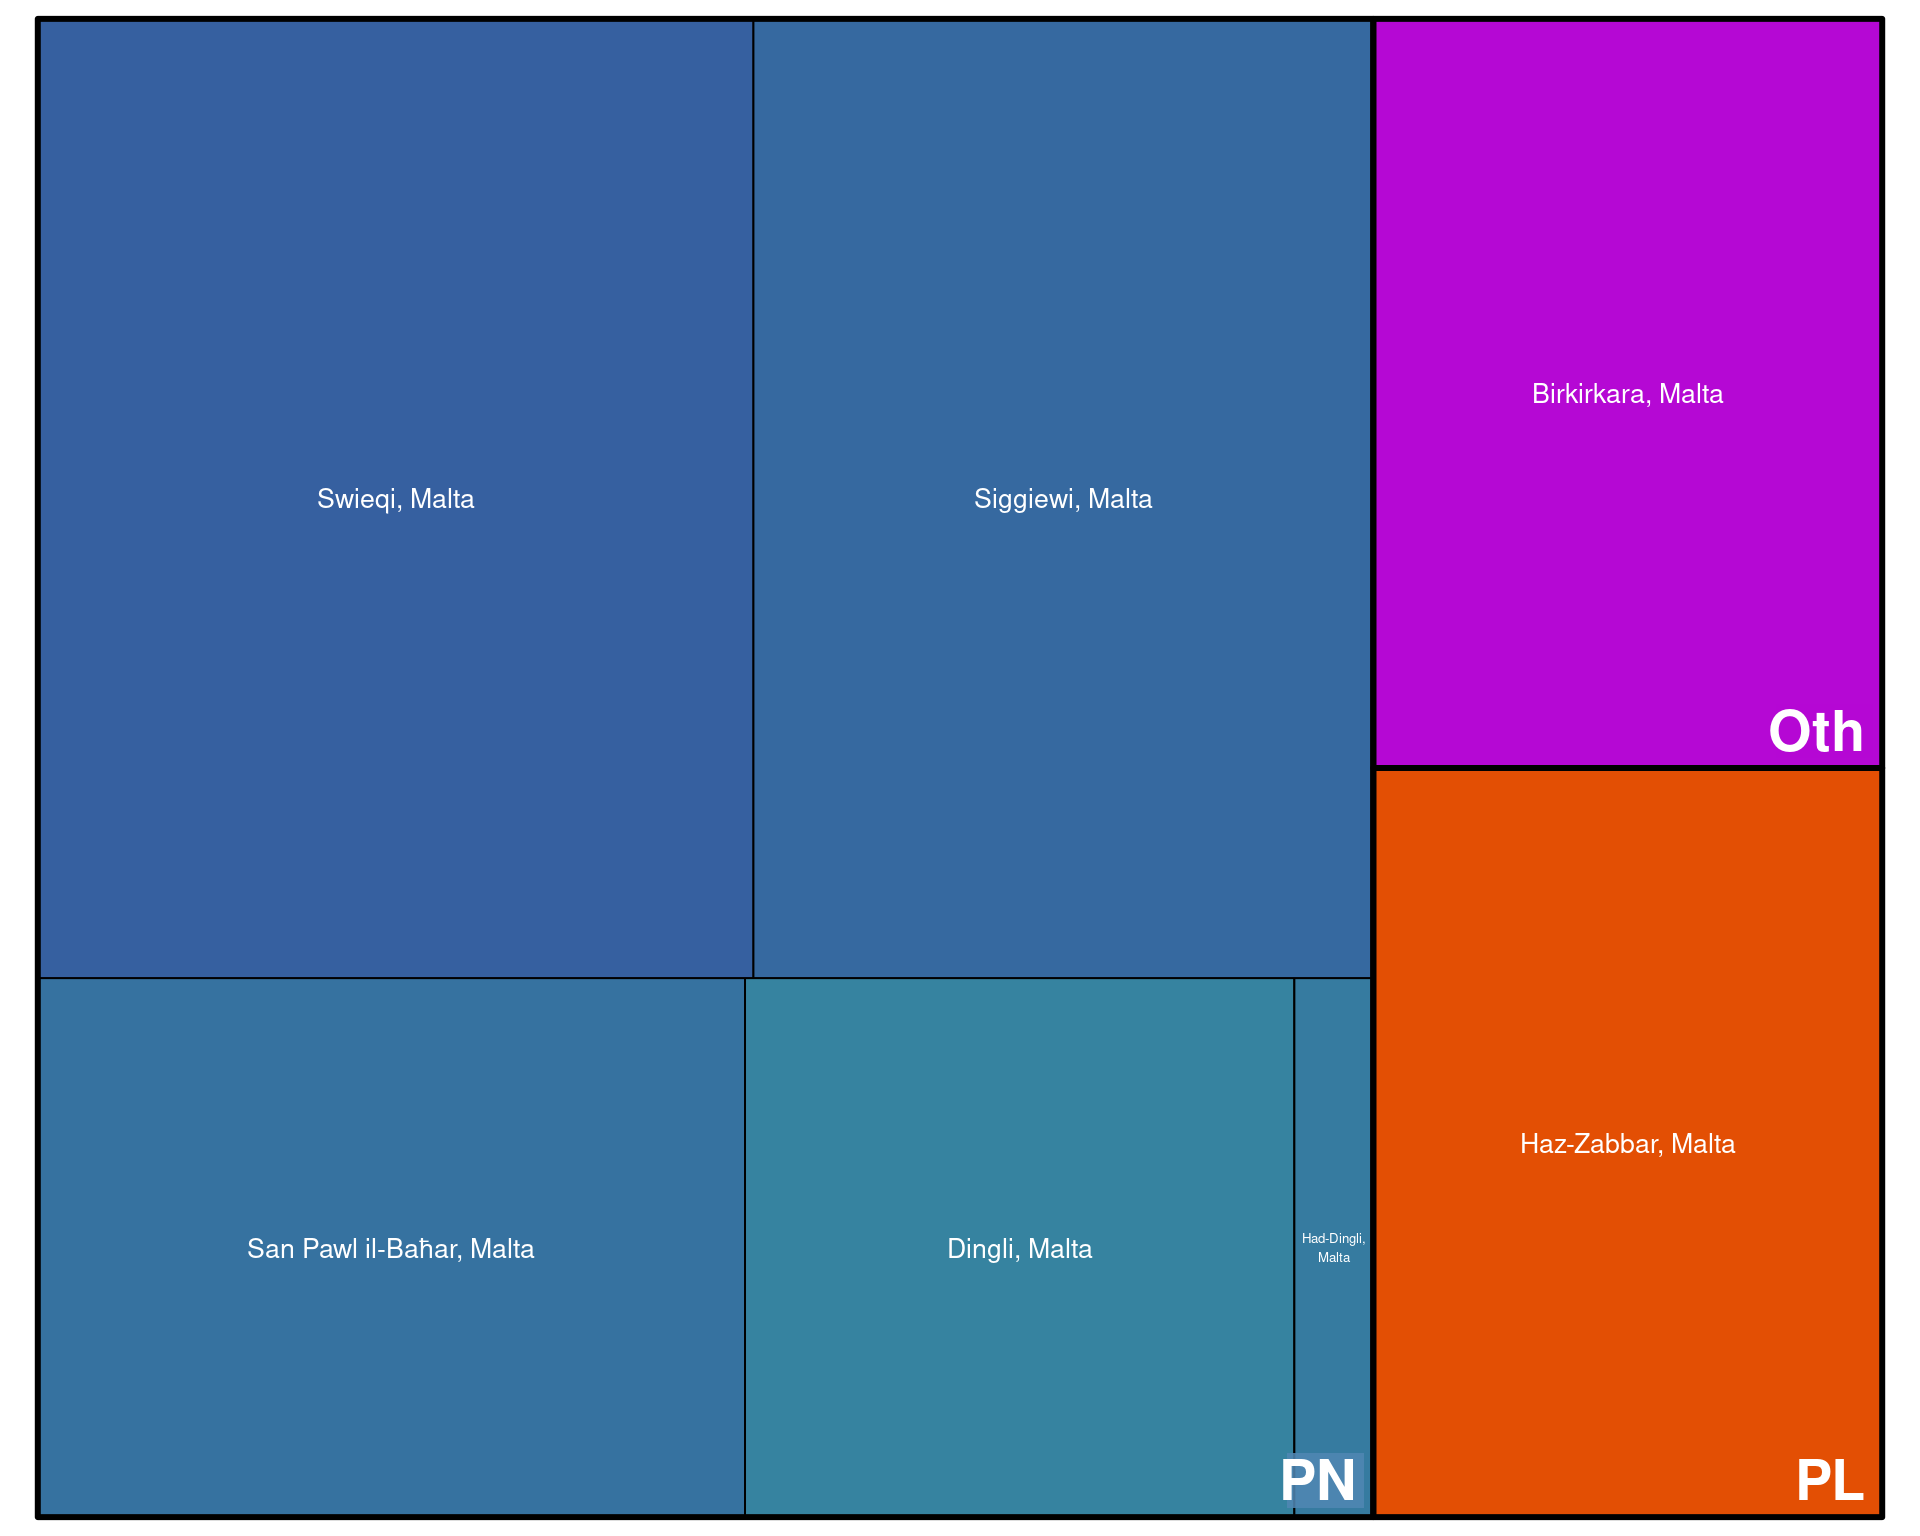 Swieqi, Malta
Siggiewi, Malta
Birkirkara, Malta
Oth
San Pawl il-Baħar, Malta
Dingli, Malta
Had-Dingli,
Malta
PN
Haz-Zabbar, Malta
PL